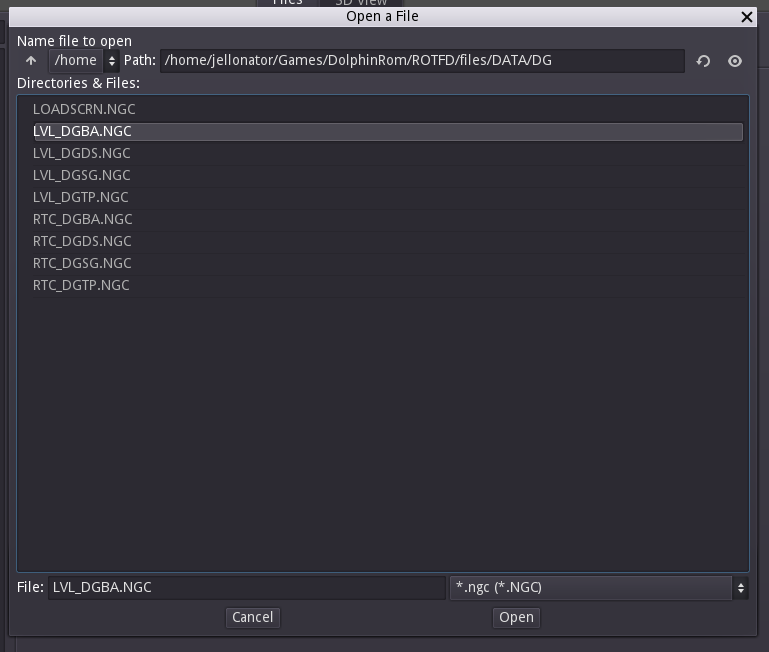 Files 3D View
Open a File
Name file to open
/home Path: /home/jellonator/Games/DolphinRom/ROTFD/files/DATA/DG
Directories & Files:
LOADSCRN.NGC
LVL_DGBA.NGC
LVL_DGDS.NGC
LVL_DGSG.NGC
LVL_DGTP.NGC
RTC_DGBA.NGC
RTC_DGDS.NGC
RTC_DGSG.NGC
RTC_DGTP.NGC
File: LVL_DGBA.NGC *.ngc (*.NGC)
Cancel Open